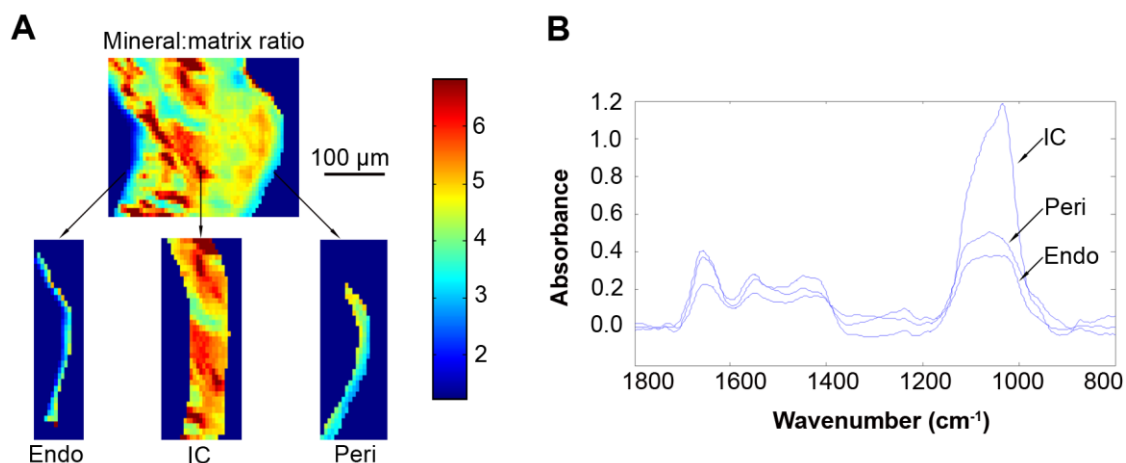 A
Mineral:matrix ratio
100 µm
6
5
4
3
2
Endo
IC
Peri
B
1.2
1.0
0.8
0.6
0.4
0.2
0.0
Absorbance
IC
Peri
Endo
1800 1600 1400 1200 1000 800
Wavenumber (cm⁻¹)